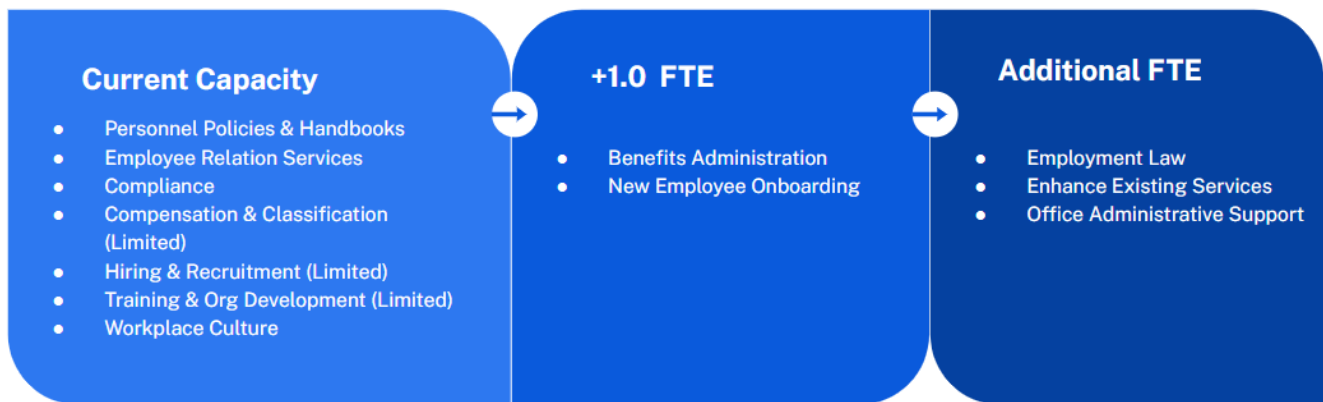 Current Capacity
● Personnel Policies & Handbooks
● Employee Relation Services
● Compliance
● Compensation & Classification
(Limited)
● Hiring & Recruitment (Limited)
● Training & Org Development (Limited)
● Workplace Culture
+1.0 FTE
● Benefits Administration
● New Employee Onboarding
Additional FTE
● Employment Law
● Enhance Existing Services
● Office Administrative Support